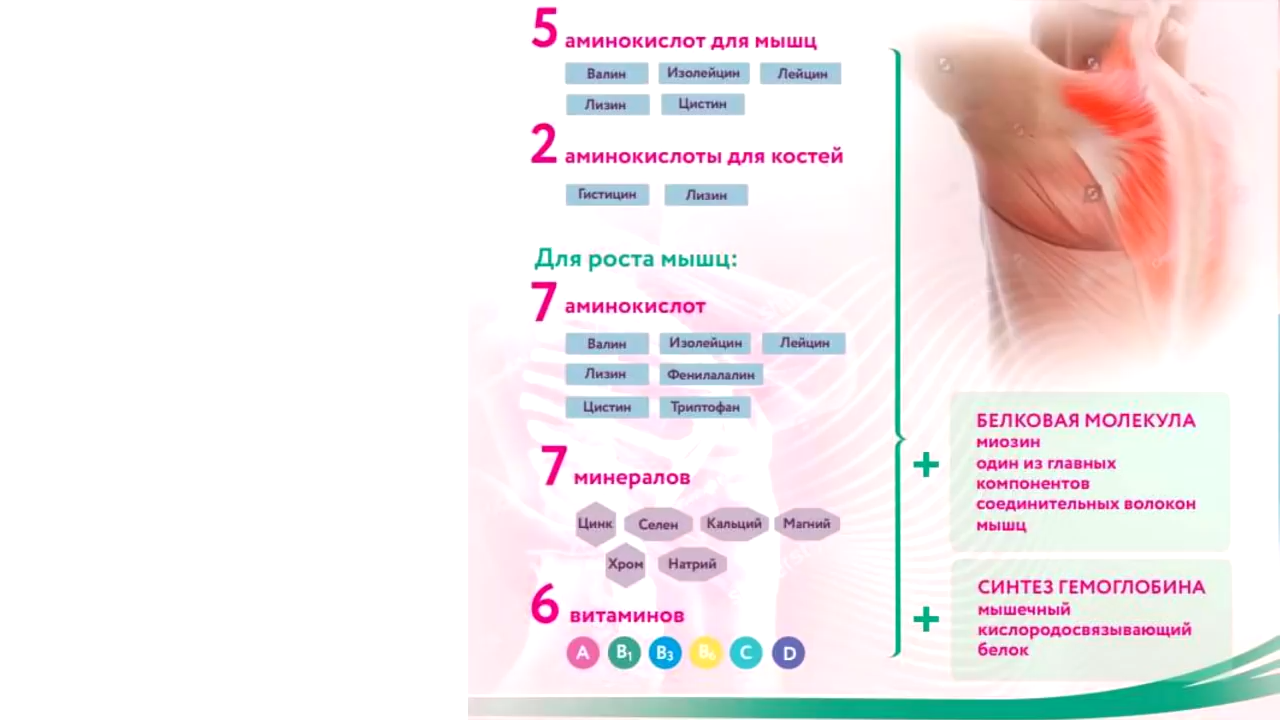 5 аминокислот для мышц
Валин Изолейцин Лейцин
Лизин Цистин
2 аминокислоты для костей
Гистицин Лизин
Для роста мышц:
7 аминокислот
Валин Изолейцин Лейцин
Лизин Фенилалалин
Цистин Триптофан
7 минералов
Цинк Селен Кальций Магний
Хром Натрий
6 витаминов
A B1 B3 B6 C D
+
БЕЛКОВАЯ МОЛЕКУЛА
миозин
один из главных
компонентов
соединительных волокон
мышц
+
СИНТЕЗ ГЕМОГЛОБИНА
мышечный
кислородосвязывающий
белок